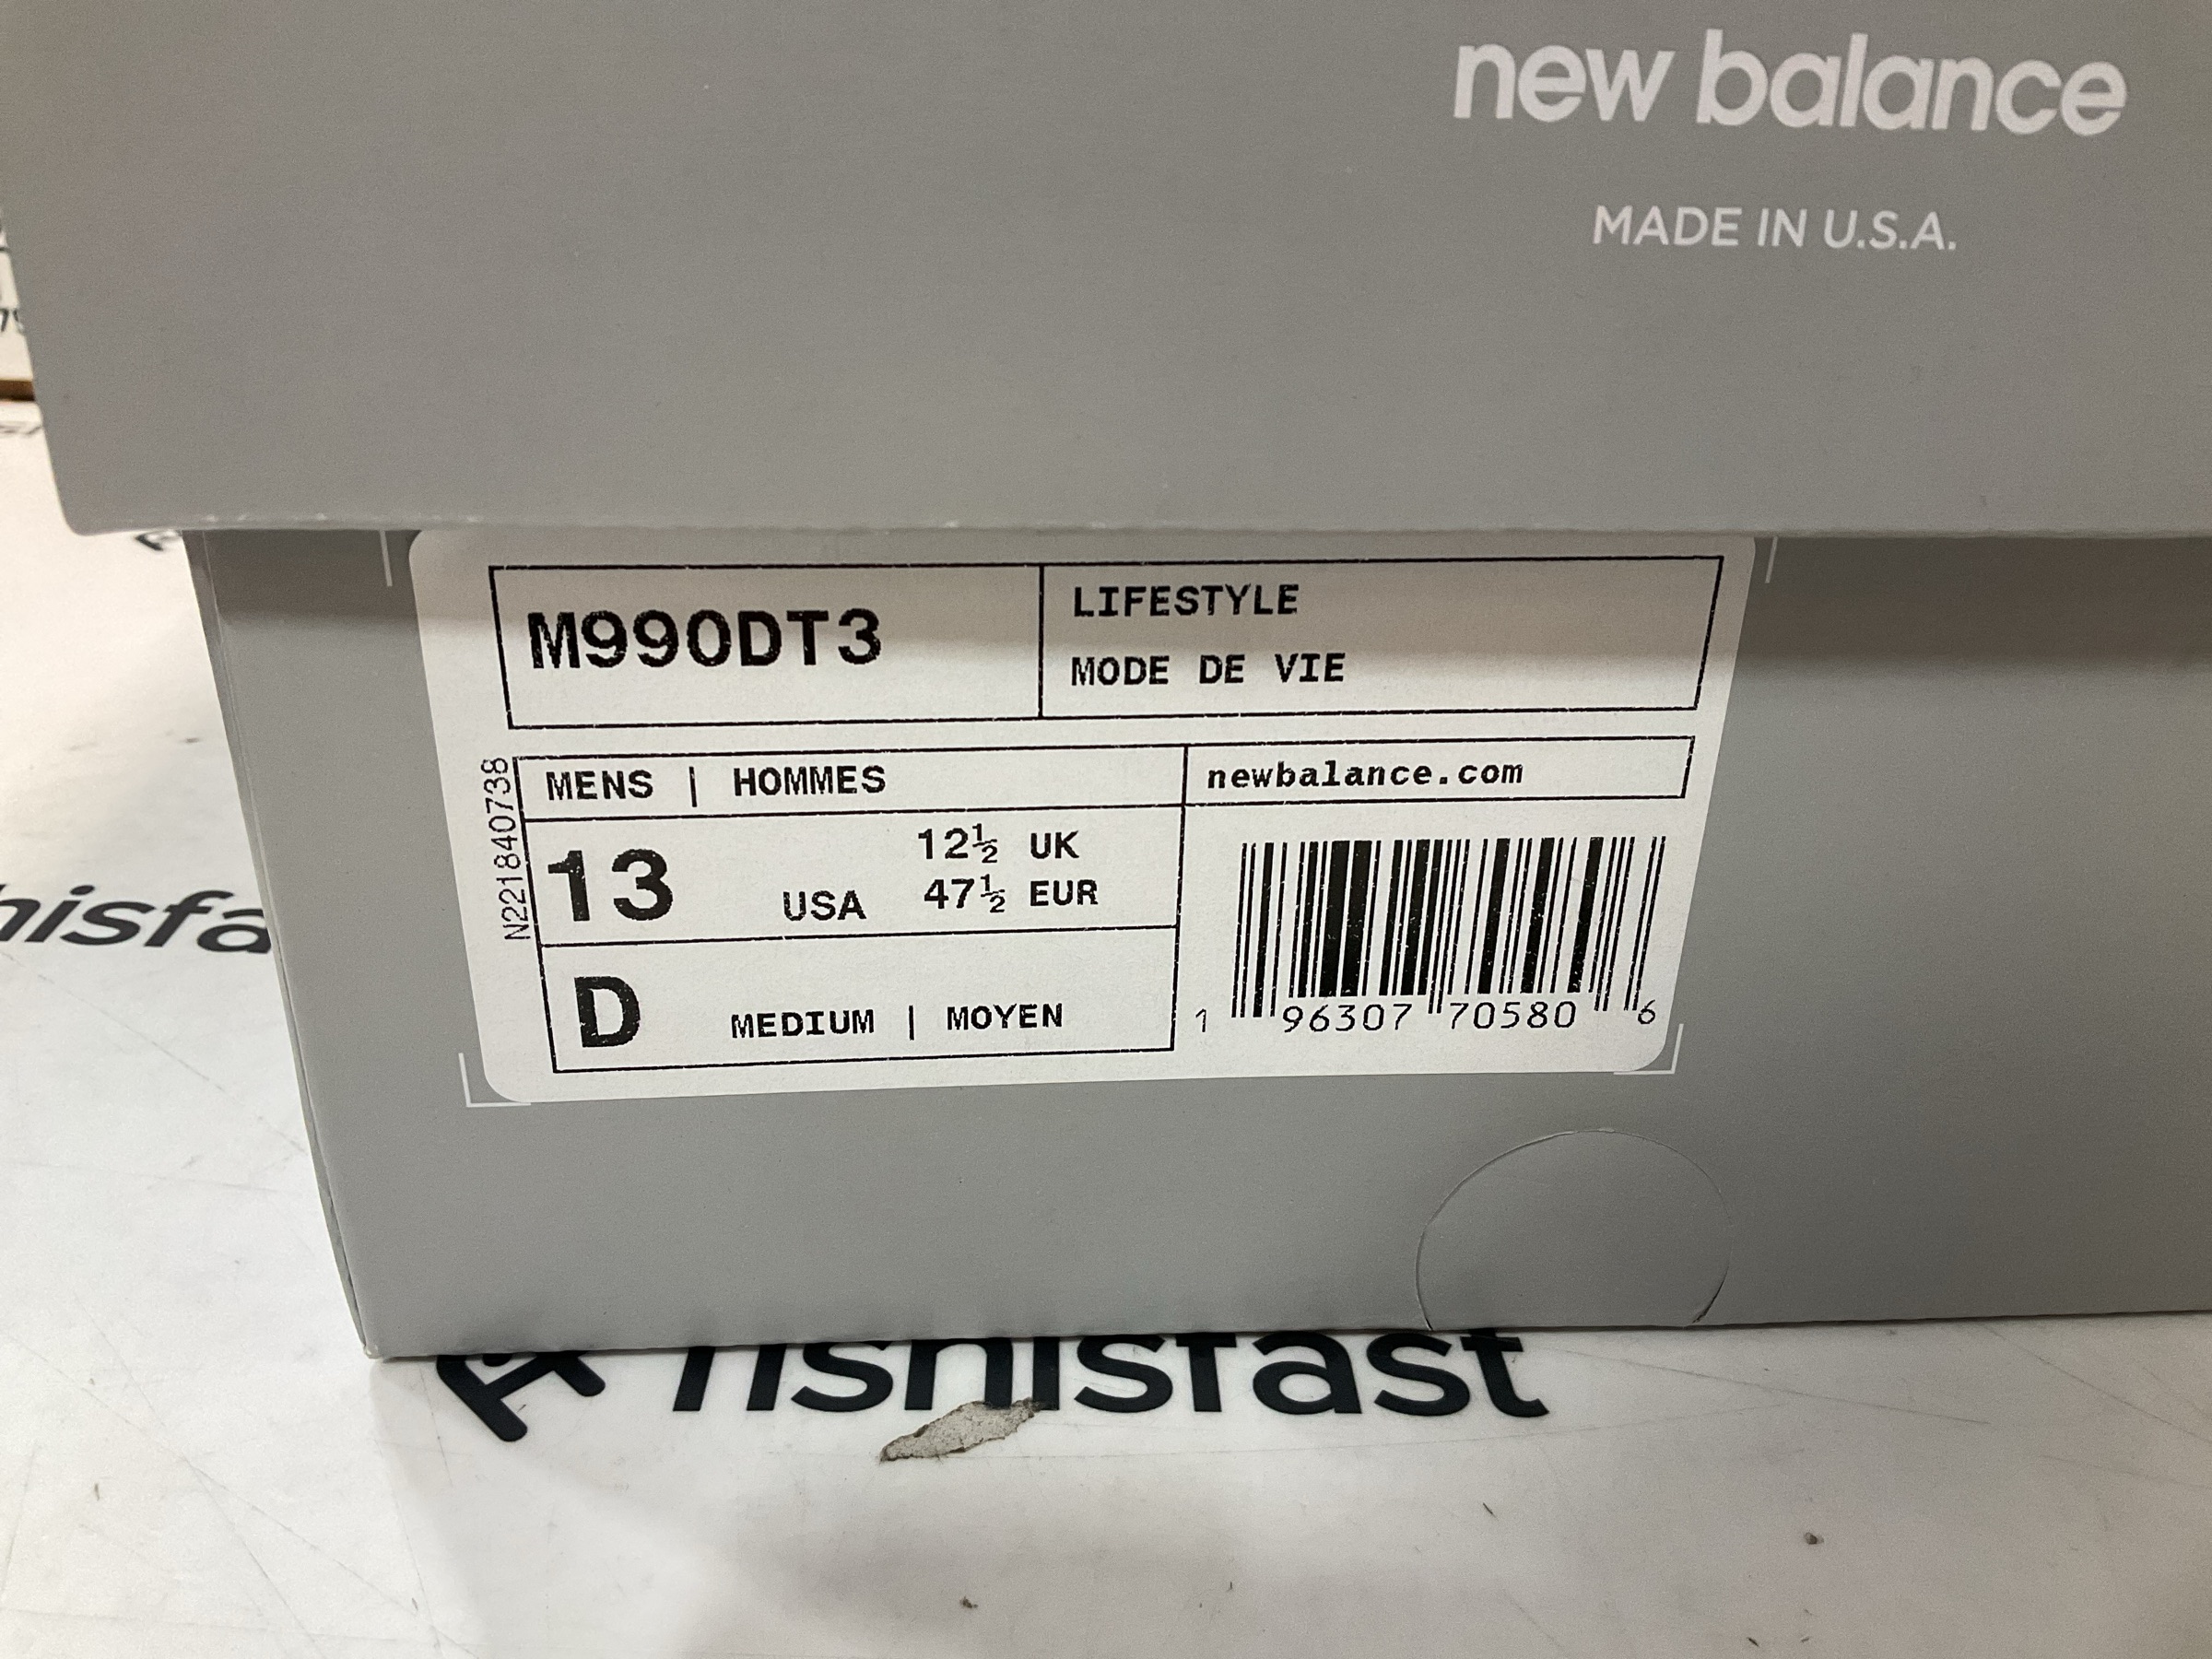 new balance
MADE IN U.S.A.
M990DT3
LIFESTYLE
MODE DE VIE
N221840738
MENS | HOMMES
newbalance.com
13 USA
12½ UK
47½ EUR
D MEDIUM | MOYEN
1 96307 70580 6